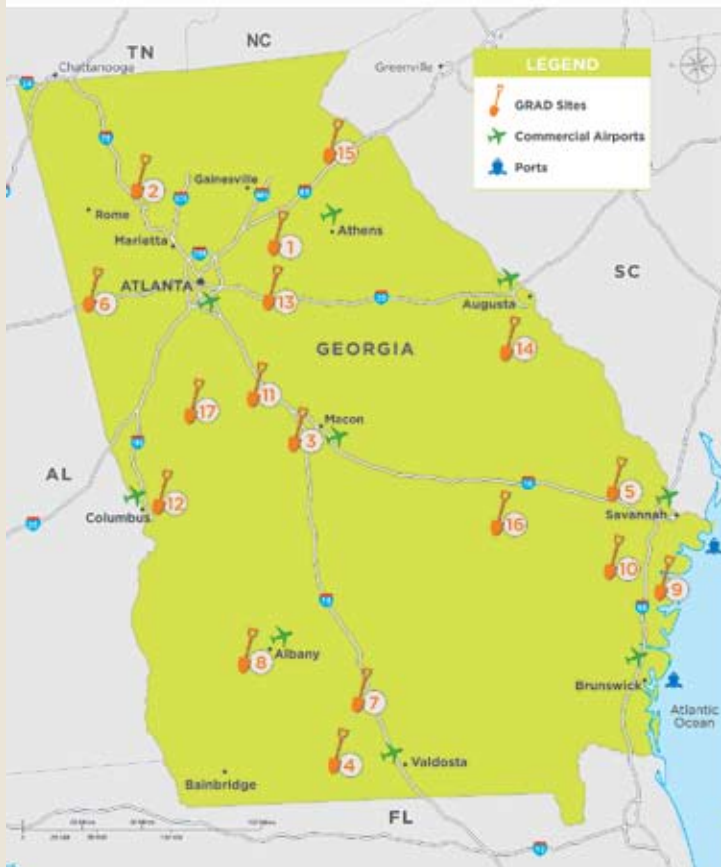 TN
NC
Chattanooga
Greenville
LEGEND
GRAD Sites
Commercial Airports
Ports
15
2
Gainesville
Rome
Marietta
1
Athens
ATLANTA
SC
6
13
20
Augusta
GEORGIA
14
11
17
Macon
3
AL
5
12
16
Savannah
Columbus
10
9
8
Albany
7
Brunswick
Atlantic
Ocean
4
Valdosta
Bainbridge
FL